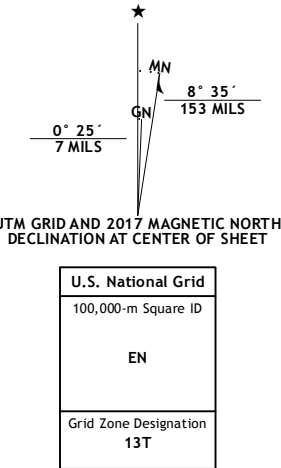 ★
MN
8° 35´
153 MILS
GN
0° 25´
7 MILS
UTM GRID AND 2017 MAGNETIC NORTH
DECLINATION AT CENTER OF SHEET
U.S. National Grid
100,000-m Square ID
EN
Grid Zone Designation
13T